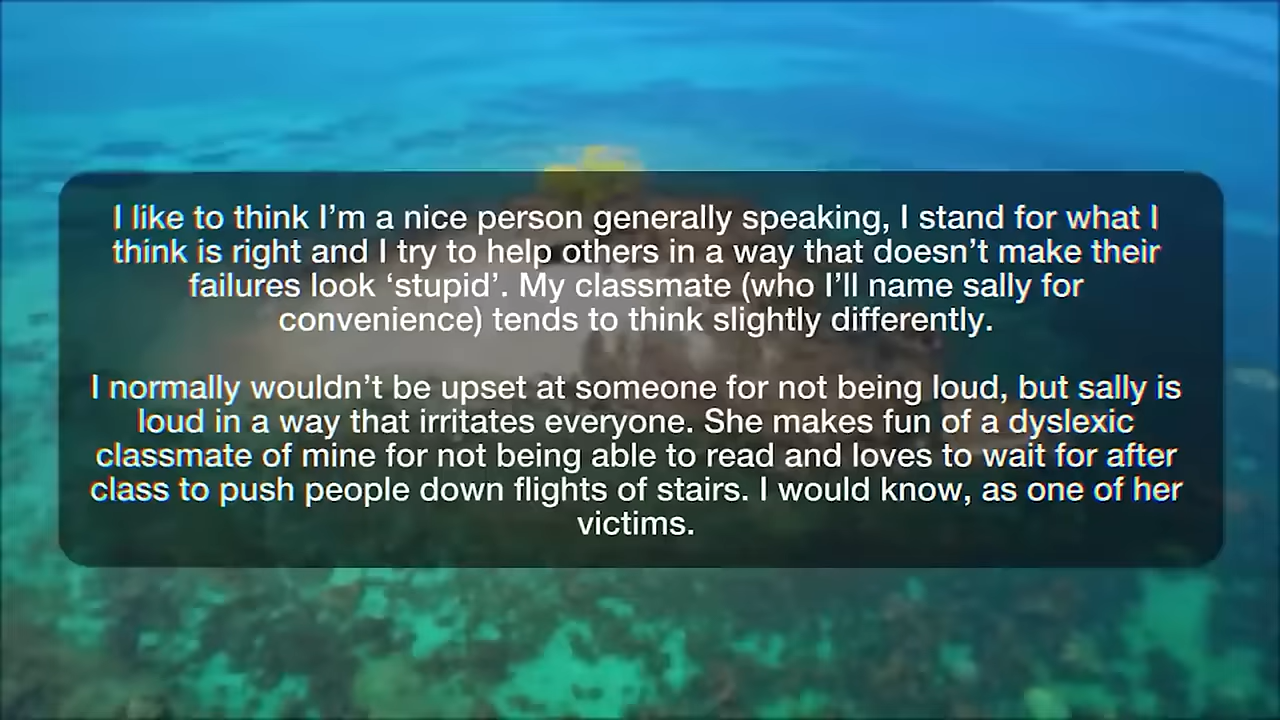 I like to think I’m a nice person generally speaking, I stand for what I
think is right and I try to help others in a way that doesn’t make their
failures look ‘stupid’. My classmate (who I’ll name sally for
convenience) tends to think slightly differently.
I normally wouldn’t be upset at someone for not being loud, but sally is
loud in a way that irritates everyone. She makes fun of a dyslexic
classmate of mine for not being able to read and loves to wait for after
class to push people down flights of stairs. I would know, as one of her
victims.